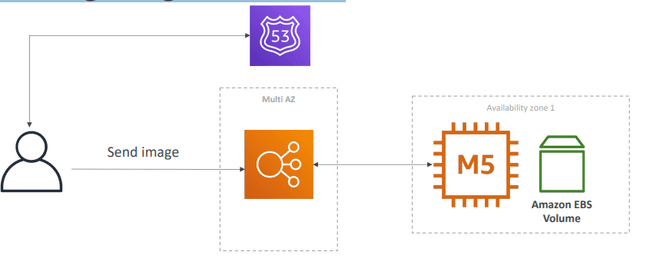 53
Multi AZ
Availability zone 1
Send image
M5
Amazon EBS
Volume